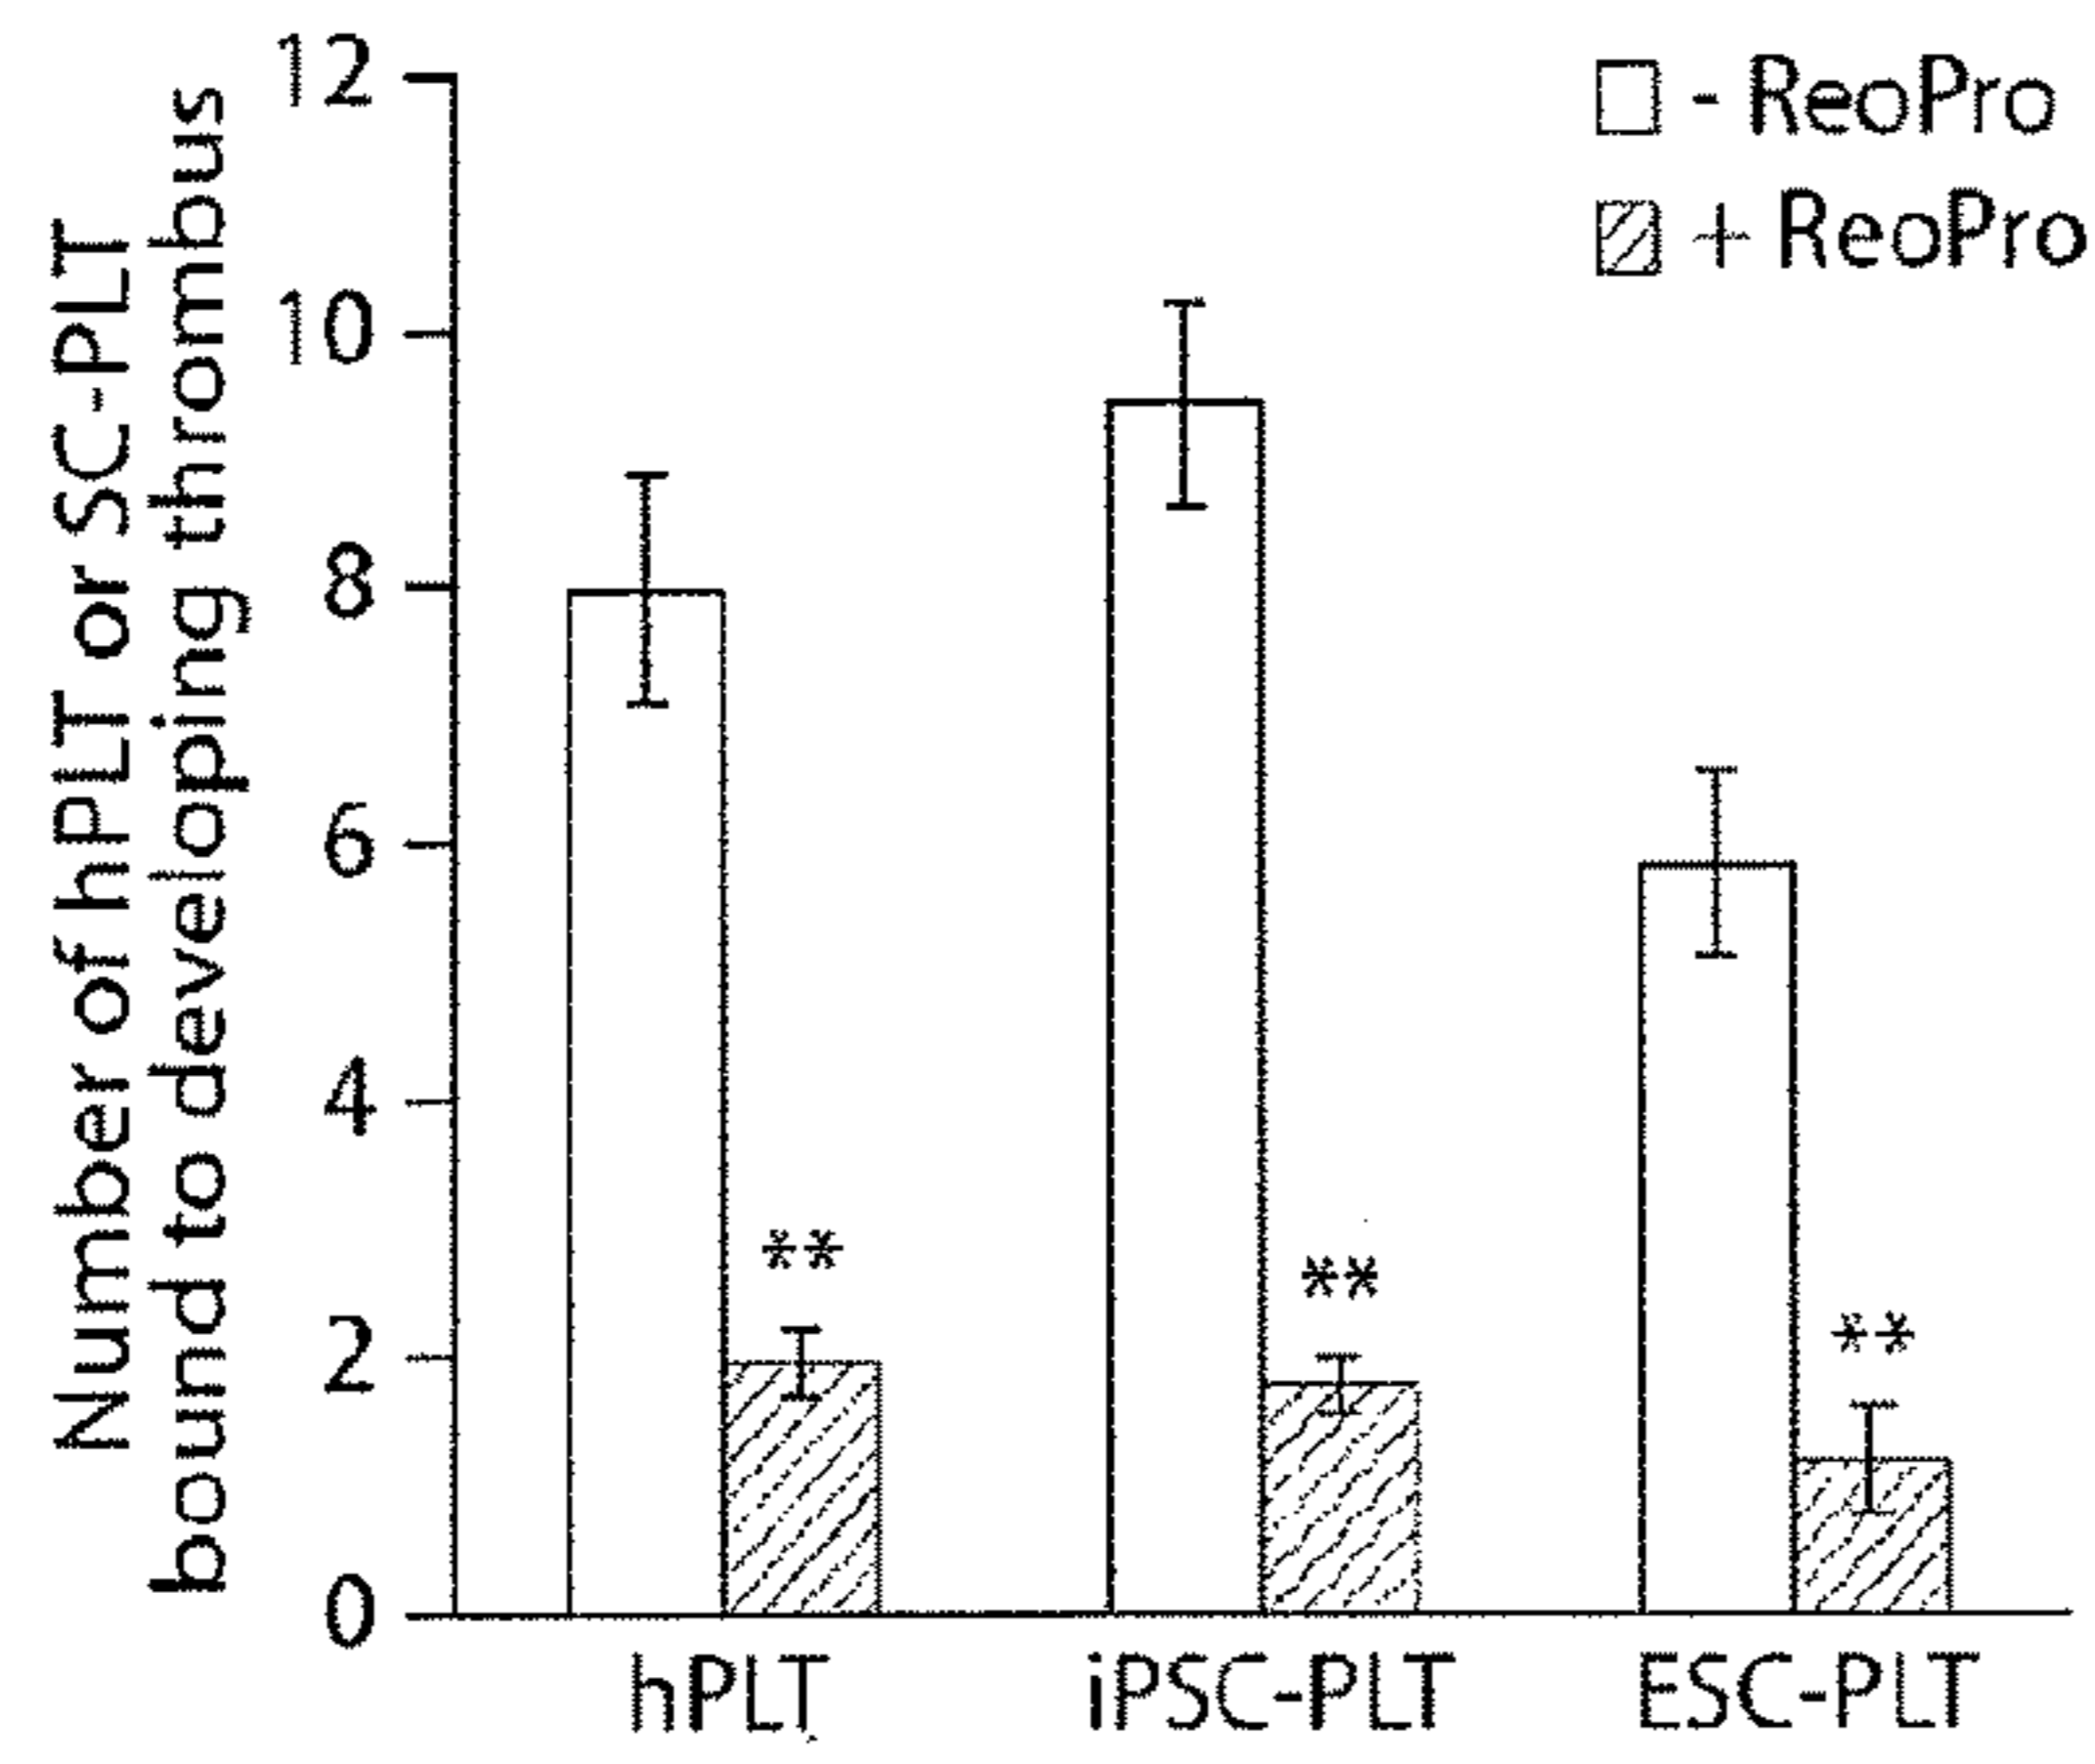 Number of hPLT or SC-PLT
bound to developing thrombus
12
10
8
6
4
2
0
- ReoPro
+ ReoPro
**
**
**
hPLT
iPSC-PLT
ESC-PLT